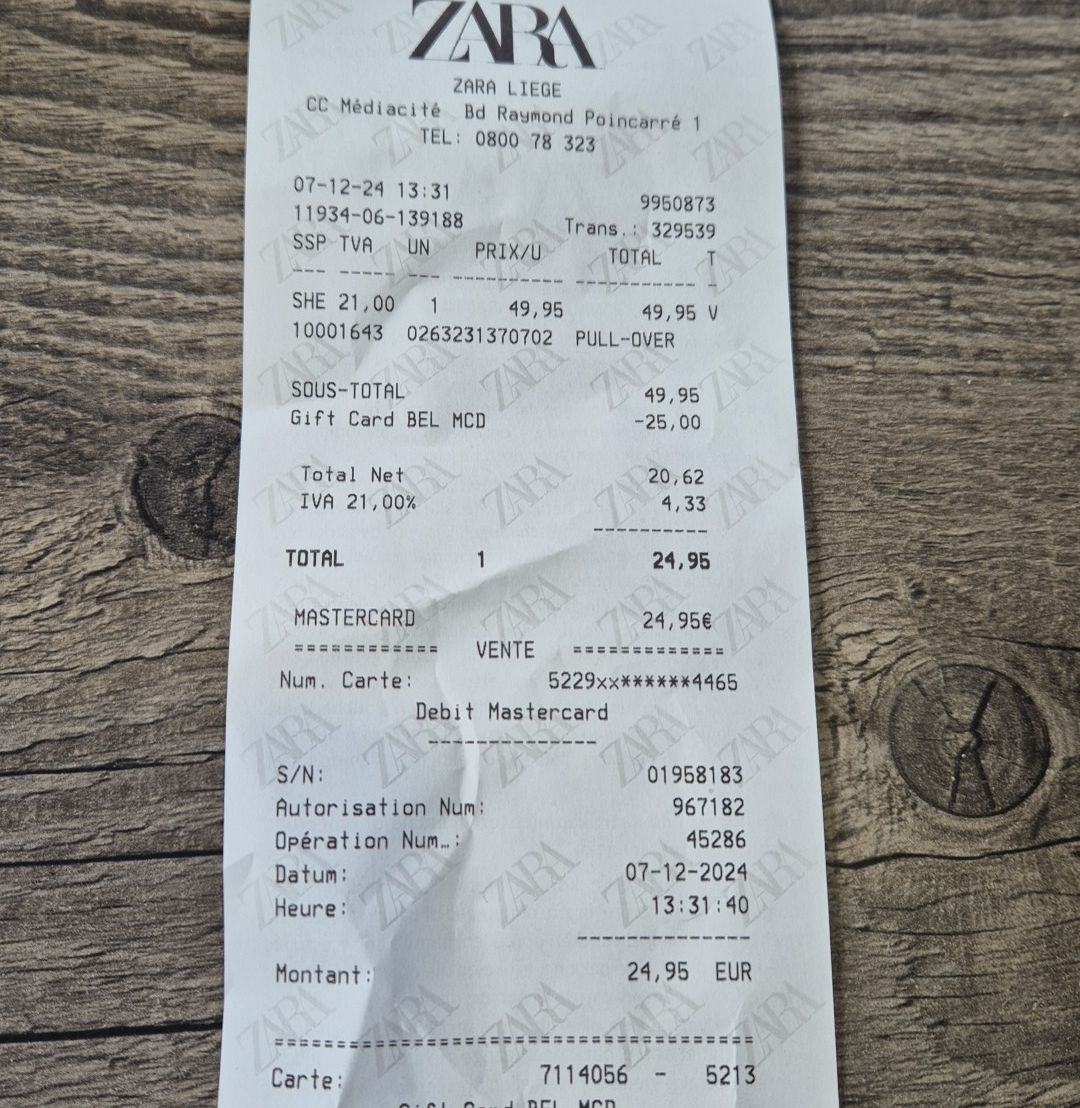 ZARA
ZARA LIEGE
CC Médiacité Bd Raymond Poincarré 1
TEL: 0800 78 323
07-12-24 13:31 9950873
11934-06-139188 Trans.: 329539
SSP TVA UN PRIX/U TOTAL T
--- ------- --- ------------ ------------- -
SHE 21,00 1 49,95 49,95 V
10001643 0263231370702 PULL-OVER
SOUS-TOTAL 49,95
Gift Card BEL MCD -25,00
Total Net 20,62
IVA 21,00% 4,33
----------
TOTAL 1 24,95
MASTERCARD 24,95€
============ VENTE =============
Num. Carte: 5229xx******4465
Debit Mastercard
--------------
S/N: 01958183
Autorisation Num: 967182
Opération Num…: 45286
Datum: 07-12-2024
Heure: 13:31:40
--------------
Montant: 24,95 EUR
=======================================
Carte: 7114056 - 5213
Gift Card BEL MCD